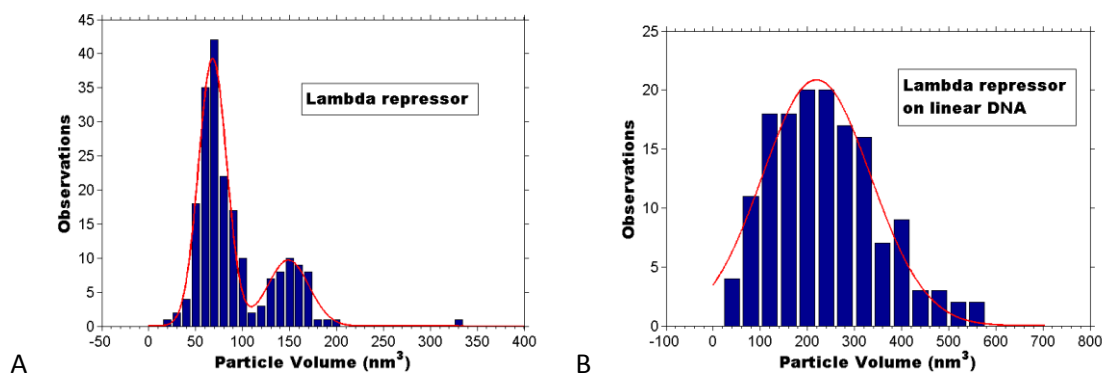 45
40
35
30
25
20
15
10
5
0
Observations
Lambda repressor
-50 0 50 100 150 200 250 300 350 400
Particle Volume (nm³)
A
25
20
15
10
5
0
Observations
Lambda repressor
on linear DNA
-100 0 100 200 300 400 500 600 700 800
Particle Volume (nm³)
B